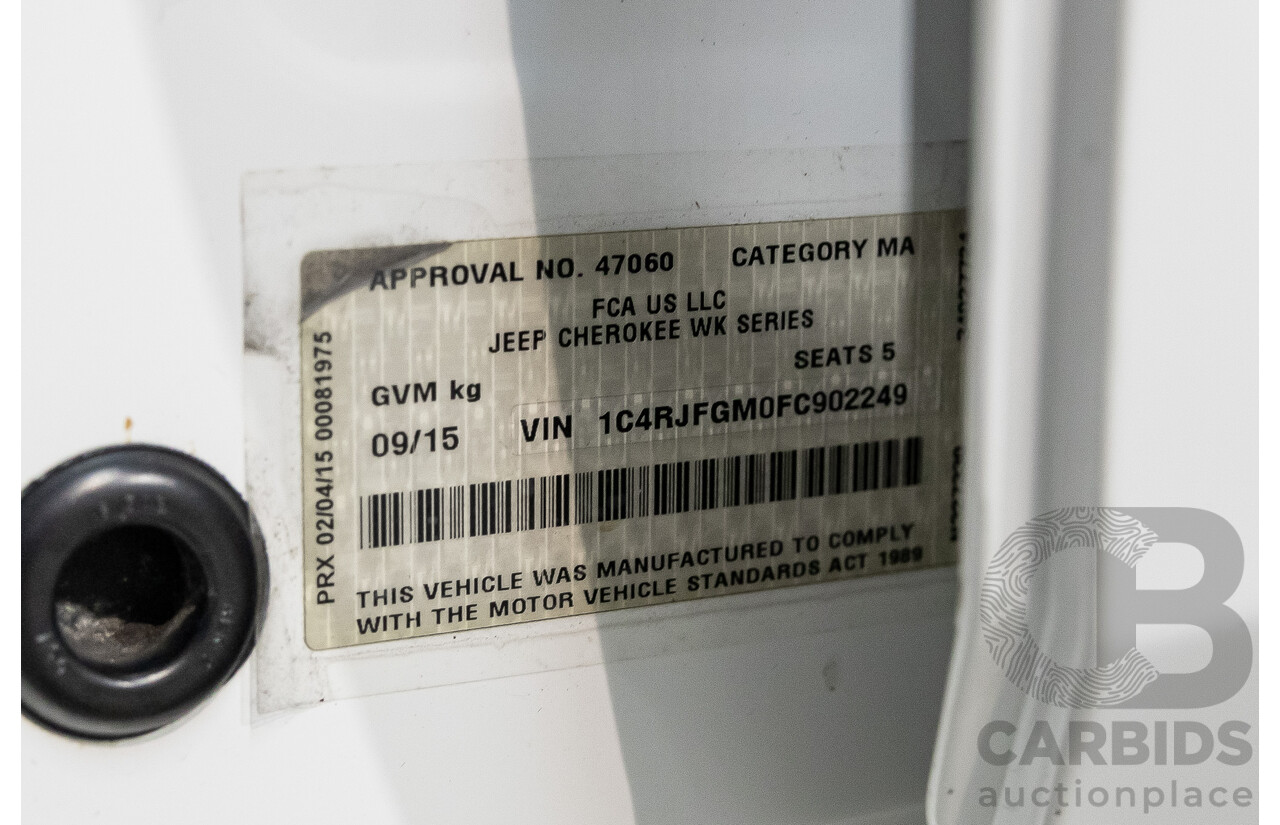 APPROVAL NO. 47060 CATEGORY MA
FCA US LLC
JEEP CHEROKEE WK SERIES
SEATS 5
GVM kg
09/15 VIN 1C4RJFGM0FC902249
THIS VEHICLE WAS MANUFACTURED TO COMPLY
WITH THE MOTOR VEHICLE STANDARDS ACT 1989
PRX 02/04/15 00081975
CB
CARBIDS
auctionplace